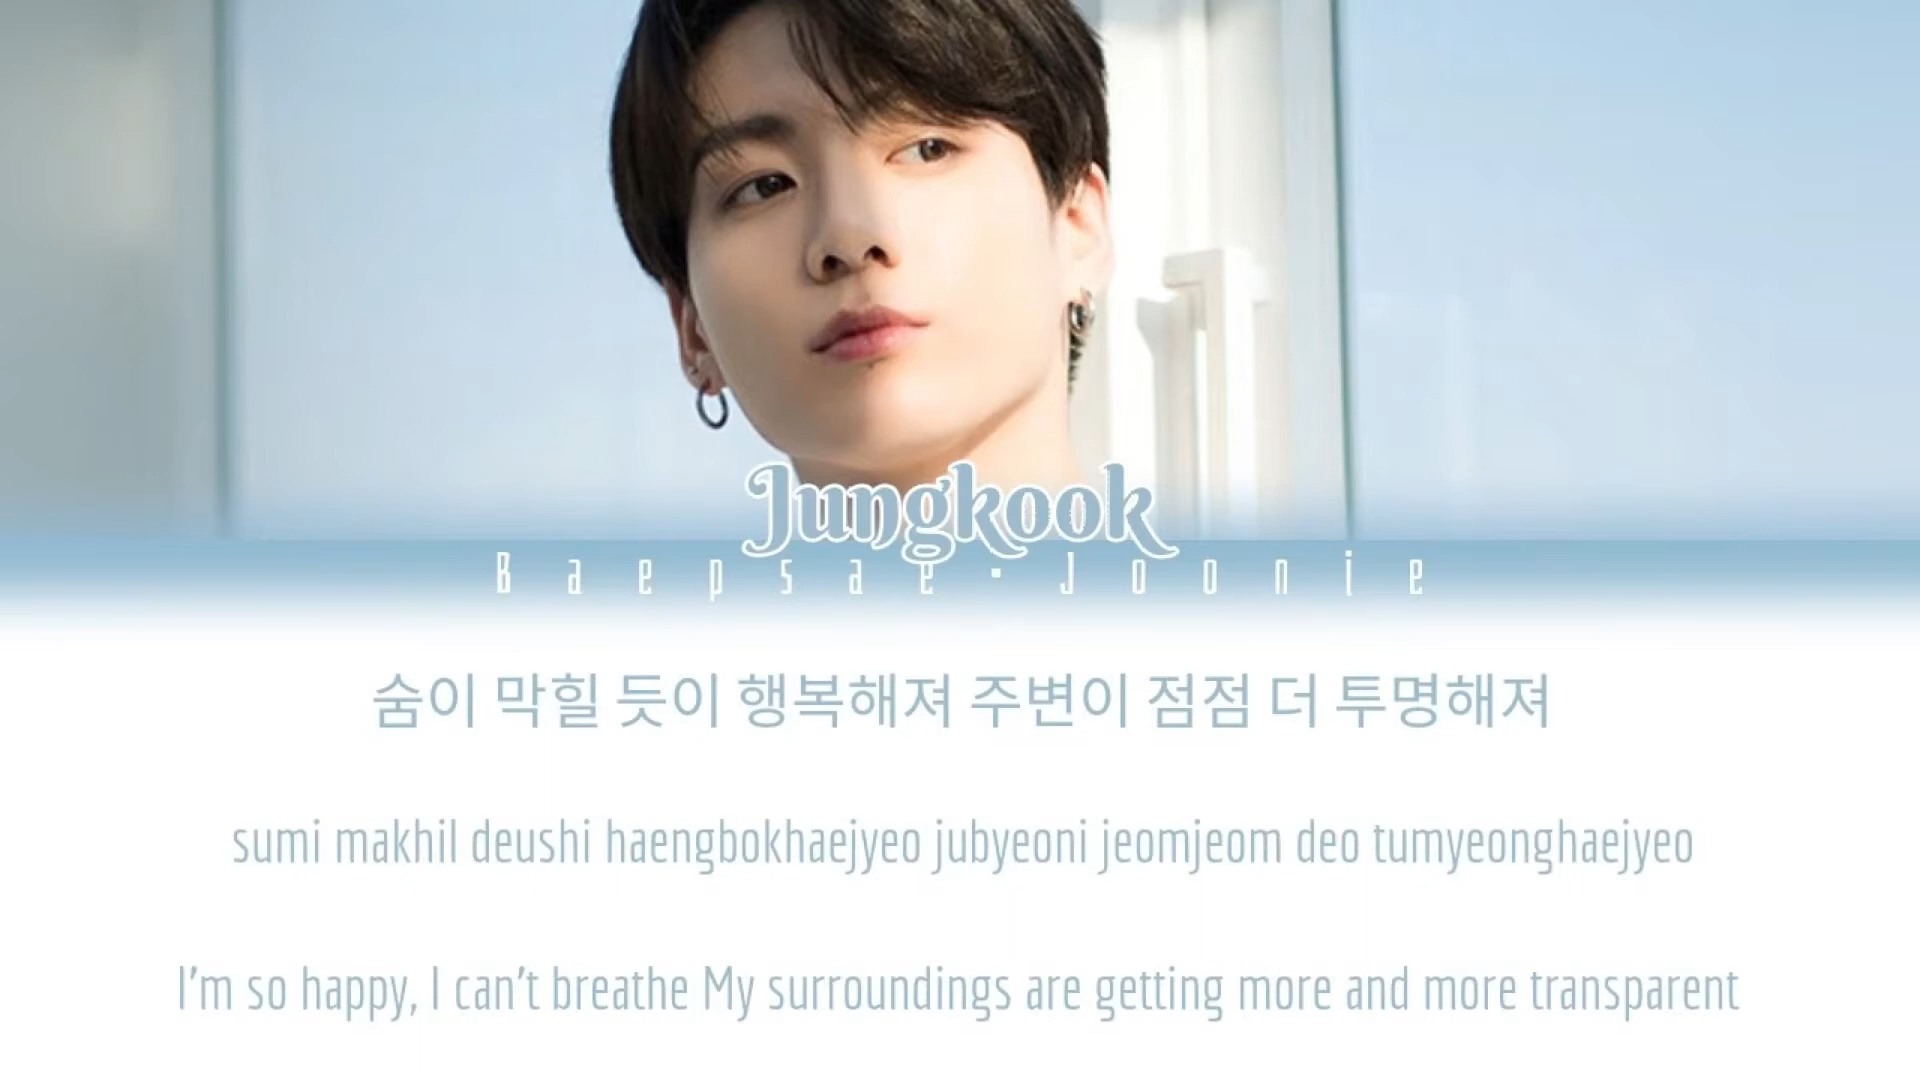 Jungkook
Baepsae·Joonie
숨이 막힐 듯이 행복해져 주변이 점점 더 투명해져
sumi makhil deushi haengbokhaejyeo jubyeoni jeomjeom deo tumyeonghaejyeo
I'm so happy, I can't breathe My surroundings are getting more and more transparent